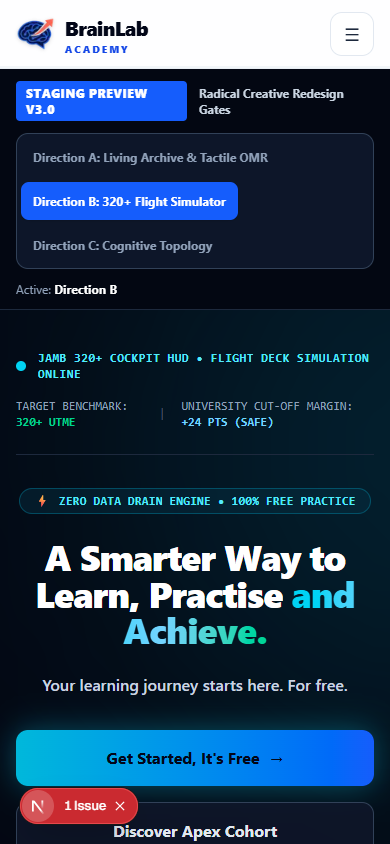 BrainLab
ACADEMY
☰
STAGING PREVIEW
V3.0
Radical Creative Redesign
Gates
Direction A: Living Archive & Tactile OMR
Direction B: 320+ Flight Simulator
Direction C: Cognitive Topology
Active: Direction B
JAMB 320+ COCKPIT HUD • FLIGHT DECK SIMULATION
ONLINE
TARGET BENCHMARK:
320+ UTME
|
UNIVERSITY CUT-OFF MARGIN:
+24 PTS (SAFE)
⚡ ZERO DATA DRAIN ENGINE • 100% FREE PRACTICE
A Smarter Way to
Learn, Practise and
Achieve.
Your learning journey starts here. For free.
Get Started, It's Free →
N 1 Issue ×
Discover Apex Cohort